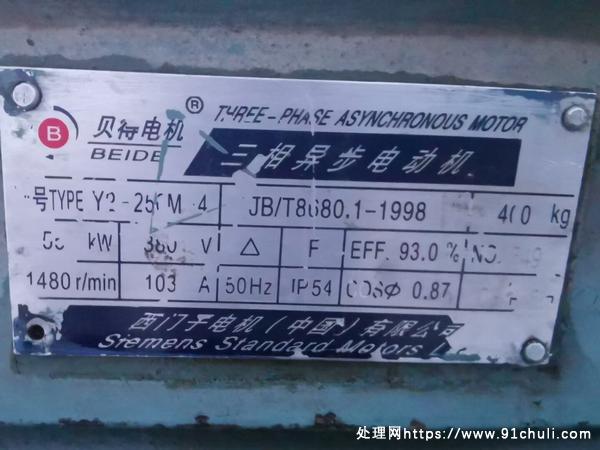 ® THREE-PHASE ASYNCHRONOUS MOTOR
B 贝得电机
BEIDE 三相异步电动机
号TYPE Y2-25 M 4 JB/T8680.1-1998 kg
kW 380 V △ F EFF. 93.0 % NO.
1480 r/min 103 A 50Hz IP54 COSΦ 0.87
西门子电机（中国）有限公司
Siemens Standard Motors L
处理网https://www.91chuli.com/